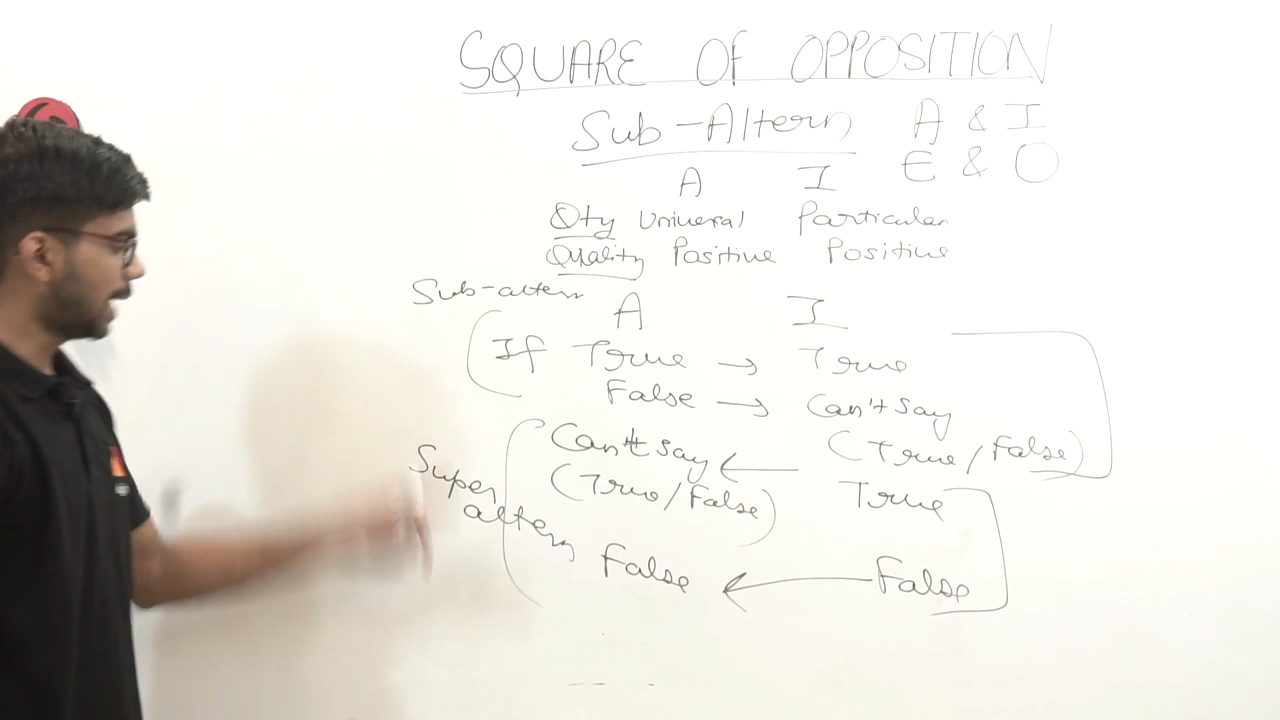 SQUARE OF OPPOSITION
Sub-Altern A & I
E & O
A I
Qty Universal Particular
Quality Positive Positive
Sub-altern A I
If True → True
False → Can't say
(True/False)
Can't say ←
(True/False) True
Super altern
False ← False